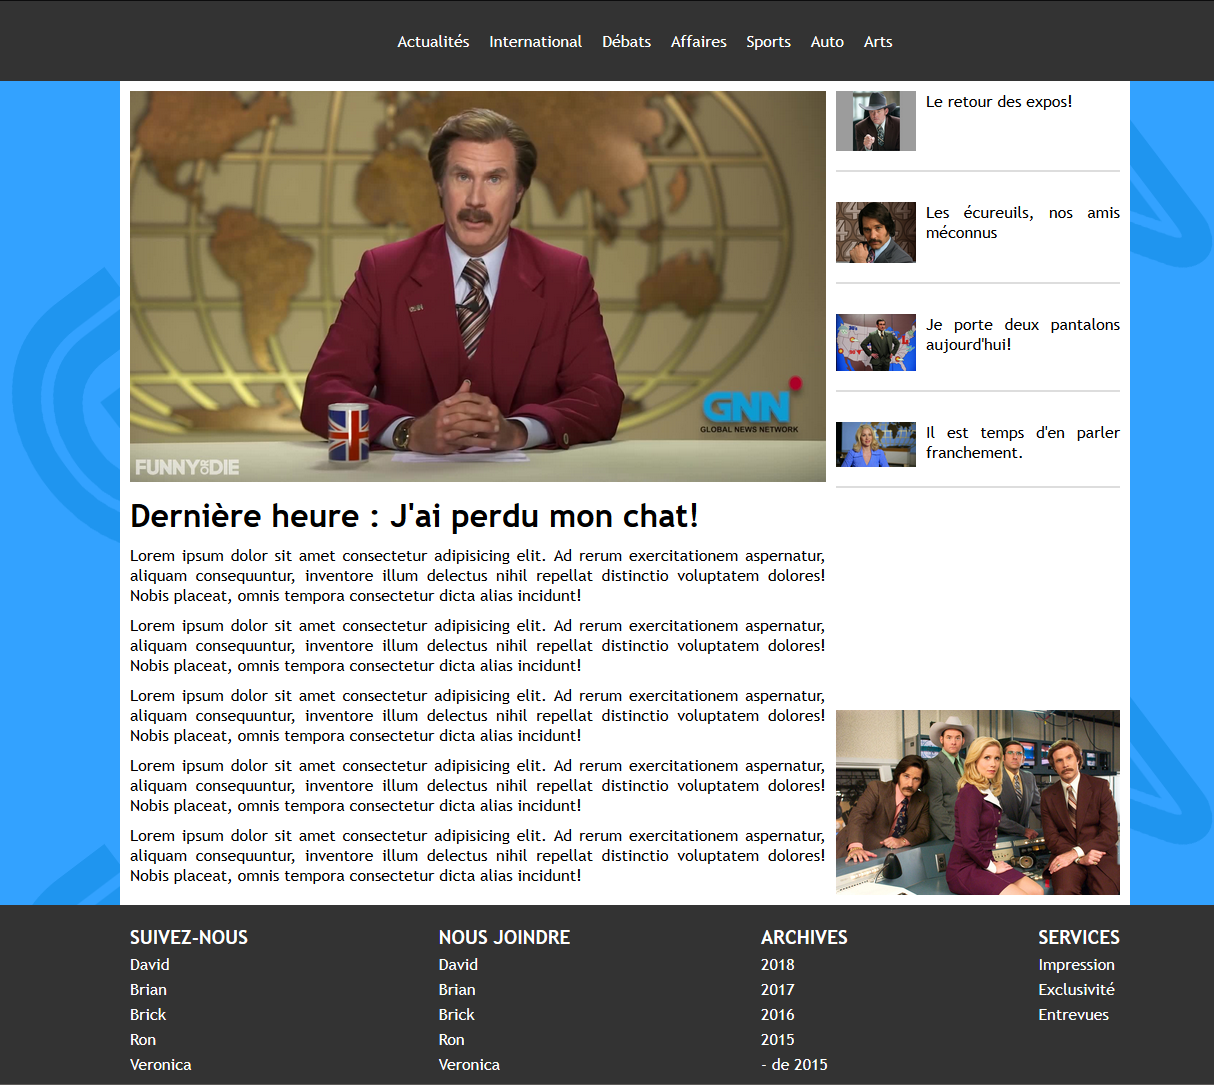 Actualités International Débats Affaires Sports Auto Arts
GNN
GLOBAL NEWS NETWORK
FUNNY OR DIE
Dernière heure : J'ai perdu mon chat!
Lorem ipsum dolor sit amet consectetur adipisicing elit. Ad rerum exercitationem aspernatur,
aliquam consequuntur, inventore illum delectus nihil repellat distinctio voluptatem dolores!
Nobis placeat, omnis tempora consectetur dicta alias incidunt!
Lorem ipsum dolor sit amet consectetur adipisicing elit. Ad rerum exercitationem aspernatur,
aliquam consequuntur, inventore illum delectus nihil repellat distinctio voluptatem dolores!
Nobis placeat, omnis tempora consectetur dicta alias incidunt!
Lorem ipsum dolor sit amet consectetur adipisicing elit. Ad rerum exercitationem aspernatur,
aliquam consequuntur, inventore illum delectus nihil repellat distinctio voluptatem dolores!
Nobis placeat, omnis tempora consectetur dicta alias incidunt!
Lorem ipsum dolor sit amet consectetur adipisicing elit. Ad rerum exercitationem aspernatur,
aliquam consequuntur, inventore illum delectus nihil repellat distinctio voluptatem dolores!
Nobis placeat, omnis tempora consectetur dicta alias incidunt!
Lorem ipsum dolor sit amet consectetur adipisicing elit. Ad rerum exercitationem aspernatur,
aliquam consequuntur, inventore illum delectus nihil repellat distinctio voluptatem dolores!
Nobis placeat, omnis tempora consectetur dicta alias incidunt!
Le retour des expos!
Les écureuils, nos amis
méconnus
Je porte deux pantalons
aujourd'hui!
Il est temps d'en parler
franchement.
SUIVEZ-NOUS
David
Brian
Brick
Ron
Veronica
NOUS JOINDRE
David
Brian
Brick
Ron
Veronica
ARCHIVES
2018
2017
2016
2015
- de 2015
SERVICES
Impression
Exclusivité
Entrevues